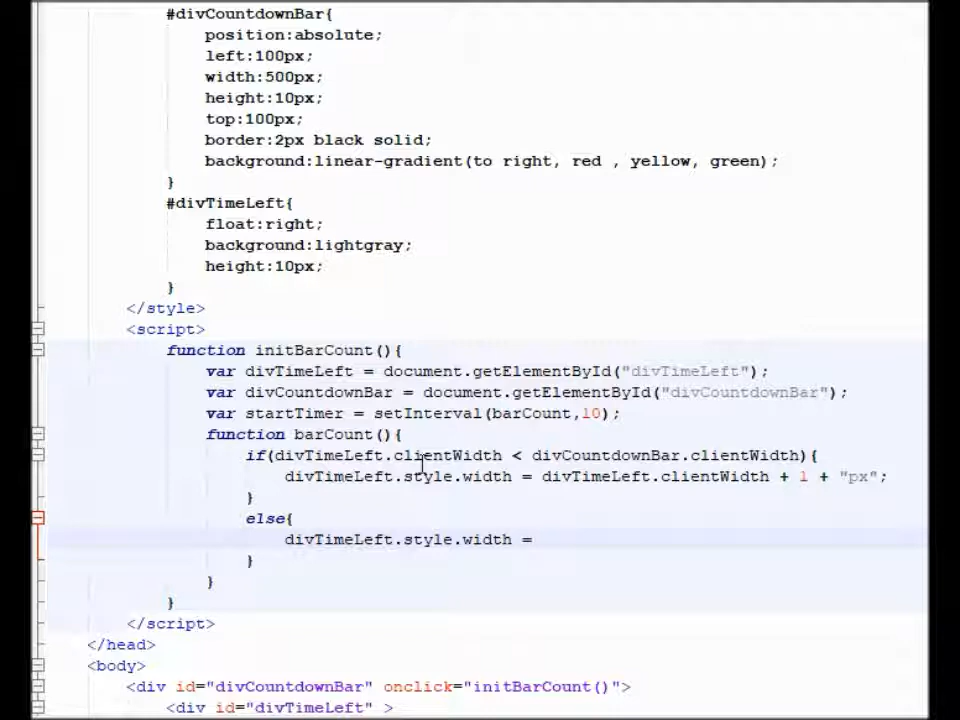 #divCountdownBar{
position:absolute;
left:100px;
width:500px;
height:10px;
top:100px;
border:2px black solid;
background:linear-gradient(to right, red , yellow, green);
}
#divTimeLeft{
float:right;
background:lightgray;
height:10px;
}
</style>
<script>
function initBarCount(){
var divTimeLeft = document.getElementById("divTimeLeft");
var divCountdownBar = document.getElementById("divCountdownBar");
var startTimer = setInterval(barCount,10);
function barCount(){
if(divTimeLeft.clientWidth < divCountdownBar.clientWidth){
divTimeLeft.style.width = divTimeLeft.clientWidth + 1 + "px";
}
else{
divTimeLeft.style.width =
}
}
}
</script>
</head>
<body>
<div id="divCountdownBar" onclick="initBarCount()">
<div id="divTimeLeft" >